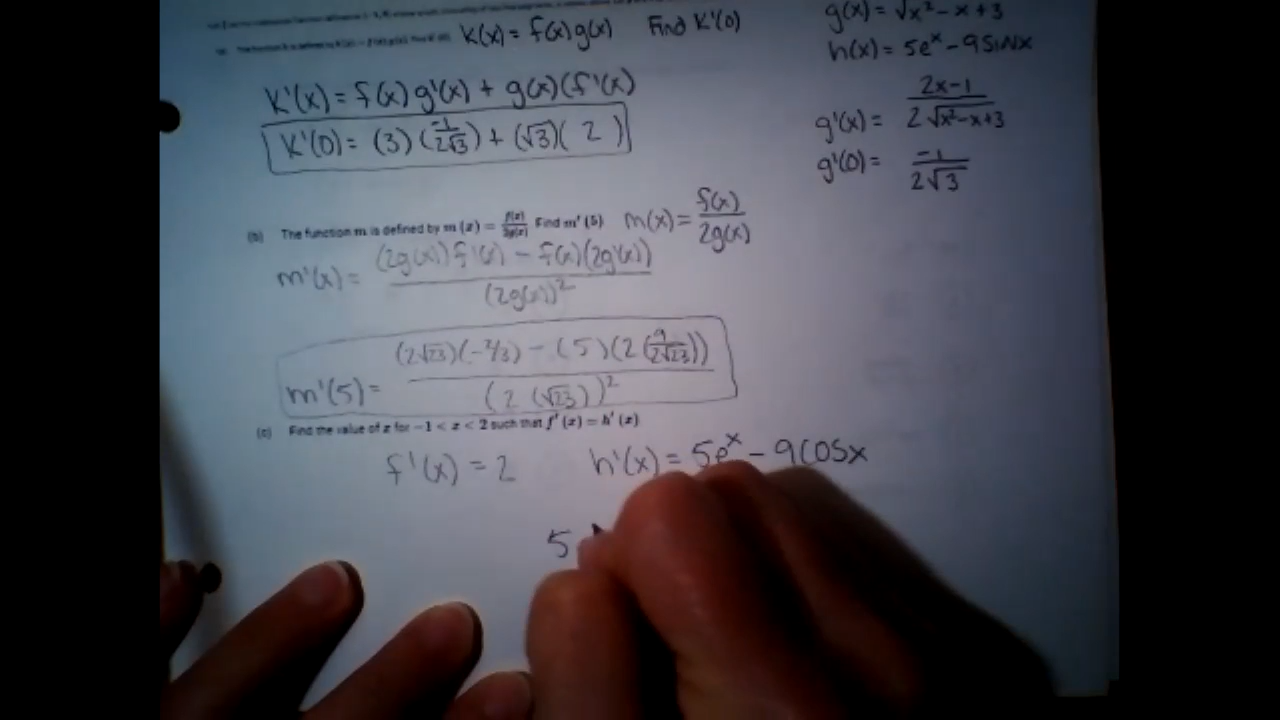 K(x) = f(x)g(x) Find K'(0)
g(x) = √x²-x+3
h(x) = 5eˣ - 9sinx
K'(x) = f(x) g'(x) + g(x)(f'(x)
K'(0) = (3)(-1/2√3) + (√3)( 2 )
g'(x) = 2x-1/2√x²-x+3
g'(0) = -1/2√3
(b) The function m is defined by m (x) = f(x)/2g(x) Find m' (5) m(x) = f(x)/2g(x)
m'(x) = (2g(x))f'(x) - f(x)(2g'(x))/(2g(x))²
m'(5) = (2√23)(-2/3) - (5)(2(9/2√23))/(2 (√23))²
(c) Find the value of x for -1 < x < 2 such that f' (x) = h' (x)
f'(x) = 2 h'(x) = 5eˣ - 9cosx
5